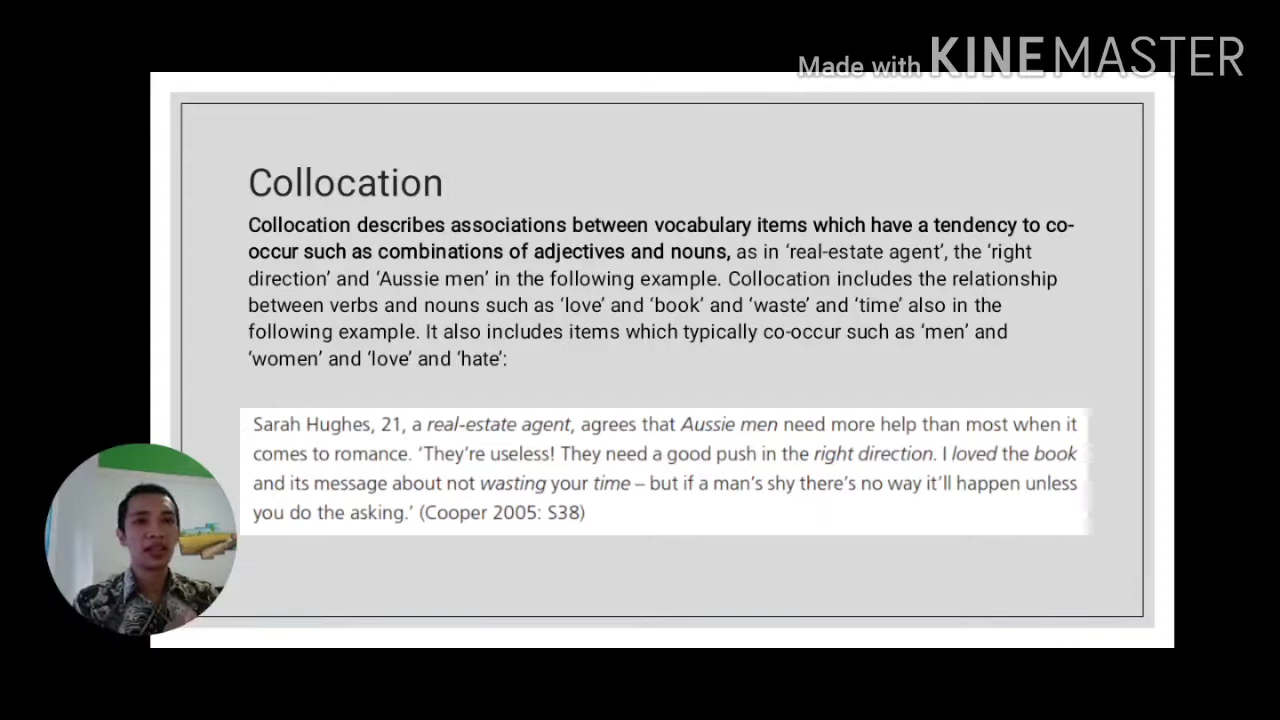 Made with KINEMASTER
Collocation
Collocation describes associations between vocabulary items which have a tendency to co-
occur such as combinations of adjectives and nouns, as in ‘real-estate agent’, the ‘right
direction’ and ‘Aussie men’ in the following example. Collocation includes the relationship
between verbs and nouns such as ‘love’ and ‘book’ and ‘waste’ and ‘time’ also in the
following example. It also includes items which typically co-occur such as ‘men’ and
‘women’ and ‘love’ and ‘hate’:
Sarah Hughes, 21, a real-estate agent, agrees that Aussie men need more help than most when it
comes to romance. ‘They’re useless! They need a good push in the right direction. I loved the book
and its message about not wasting your time – but if a man’s shy there’s no way it’ll happen unless
you do the asking.’ (Cooper 2005: S38)